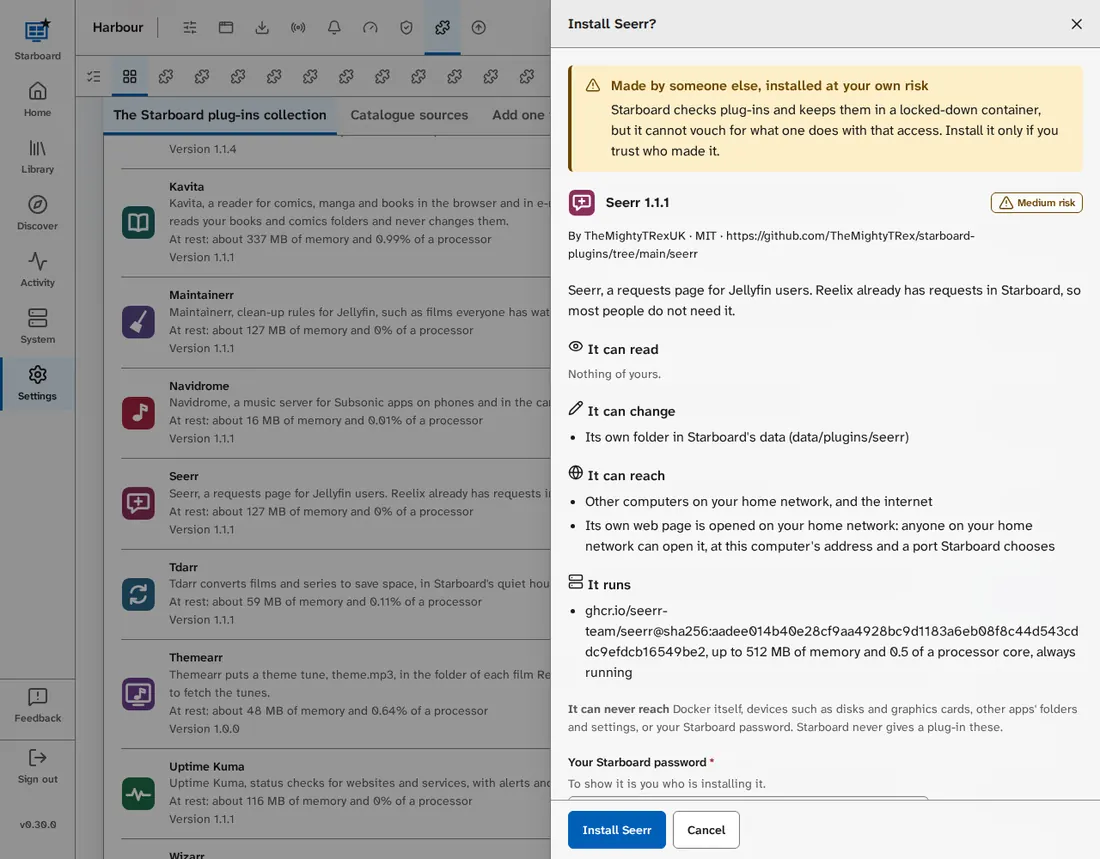 Starboard
Home
Library
Discover
Activity
System
Settings
Feedback
Sign out
v0.30.0
Harbour
The Starboard plug-ins collection
Catalogue sources
Add one
Version 1.1.4
Kavita
Kavita, a reader for comics, manga and books in the browser and in e-
reads your books and comics folders and never changes them.
At rest: about 337 MB of memory and 0.99% of a processor
Version 1.1.1
Maintainerr
Maintainerr, clean-up rules for Jellyfin, such as films everyone has wat
At rest: about 127 MB of memory and 0% of a processor
Version 1.1.1
Navidrome
Navidrome, a music server for Subsonic apps on phones and in the ca
At rest: about 16 MB of memory and 0.01% of a processor
Version 1.1.1
Seerr
Seerr, a requests page for Jellyfin users. Reelix already has requests i
At rest: about 127 MB of memory and 0% of a processor
Version 1.1.1
Tdarr
Tdarr converts films and series to save space, in Starboard's quiet hou
At rest: about 59 MB of memory and 0.11% of a processor
Version 1.1.1
Themearr
Themearr puts a theme tune, theme.mp3, in the folder of each film Re
to fetch the tunes.
At rest: about 48 MB of memory and 0.64% of a processor
Version 1.0.0
Uptime Kuma
Uptime Kuma, status checks for websites and services, with alerts and
At rest: about 116 MB of memory and 0% of a processor
Version 1.1.1
Wizarr
Install Seerr?
Made by someone else, installed at your own risk
Starboard checks plug-ins and keeps them in a locked-down container,
but it cannot vouch for what one does with that access. Install it only if you
trust who made it.
Seerr 1.1.1
Medium risk
By TheMightyTRexUK · MIT · https://github.com/TheMightyTRex/starboard-
plugins/tree/main/seerr
Seerr, a requests page for Jellyfin users. Reelix already has requests in Starboard, so
most people do not need it.
It can read
Nothing of yours.
It can change
• Its own folder in Starboard's data (data/plugins/seerr)
It can reach
• Other computers on your home network, and the internet
• Its own web page is opened on your home network: anyone on your home
network can open it, at this computer's address and a port Starboard chooses
It runs
• ghcr.io/seerr-
team/seerr@sha256:aadee014b40e28cf9aa4928bc9d1183a6eb08f8c44d543cd
dc9efdcb16549be2, up to 512 MB of memory and 0.5 of a processor core, always
running
It can never reach Docker itself, devices such as disks and graphics cards, other apps' folders
and settings, or your Starboard password. Starboard never gives a plug-in these.
Your Starboard password *
To show it is you who is installing it.
Install Seerr
Cancel